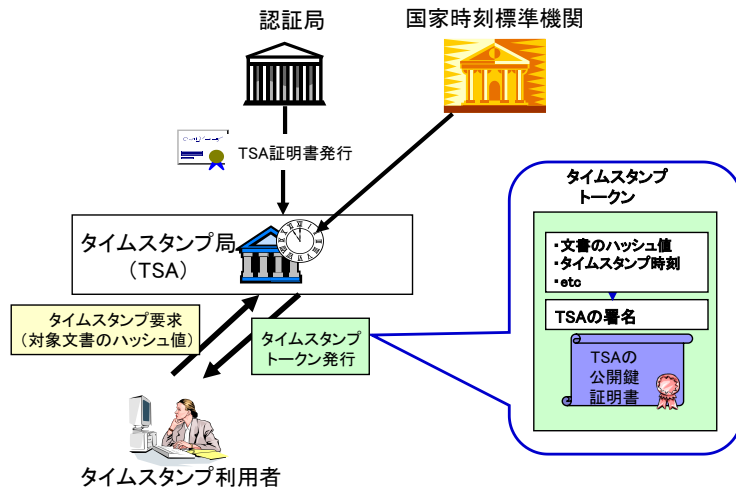 認証局
国家時刻標準機関
TSA証明書発行
タイムスタンプ局
（TSA）
タイムスタンプ要求
（対象文書のハッシュ値）
タイムスタンプ
トークン発行
タイムスタンプ利用者
タイムスタンプ
トークン
・文書のハッシュ値
・タイムスタンプ時刻
・etc
TSAの署名
TSAの
公開鍵
証明書